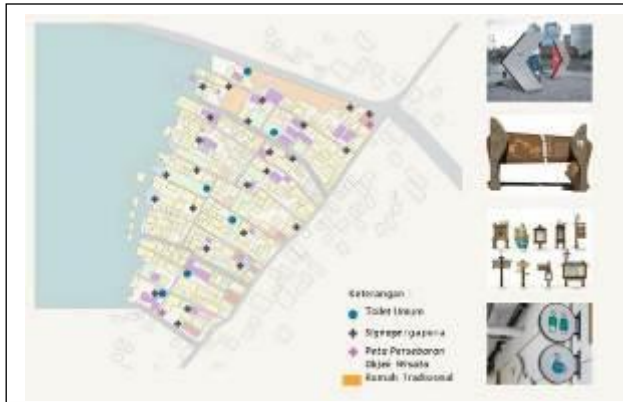 Keterangan :
Toilet Umum
Signage/gapura
Peta Persebaran
Objek Wisata
Rumah Tradisional